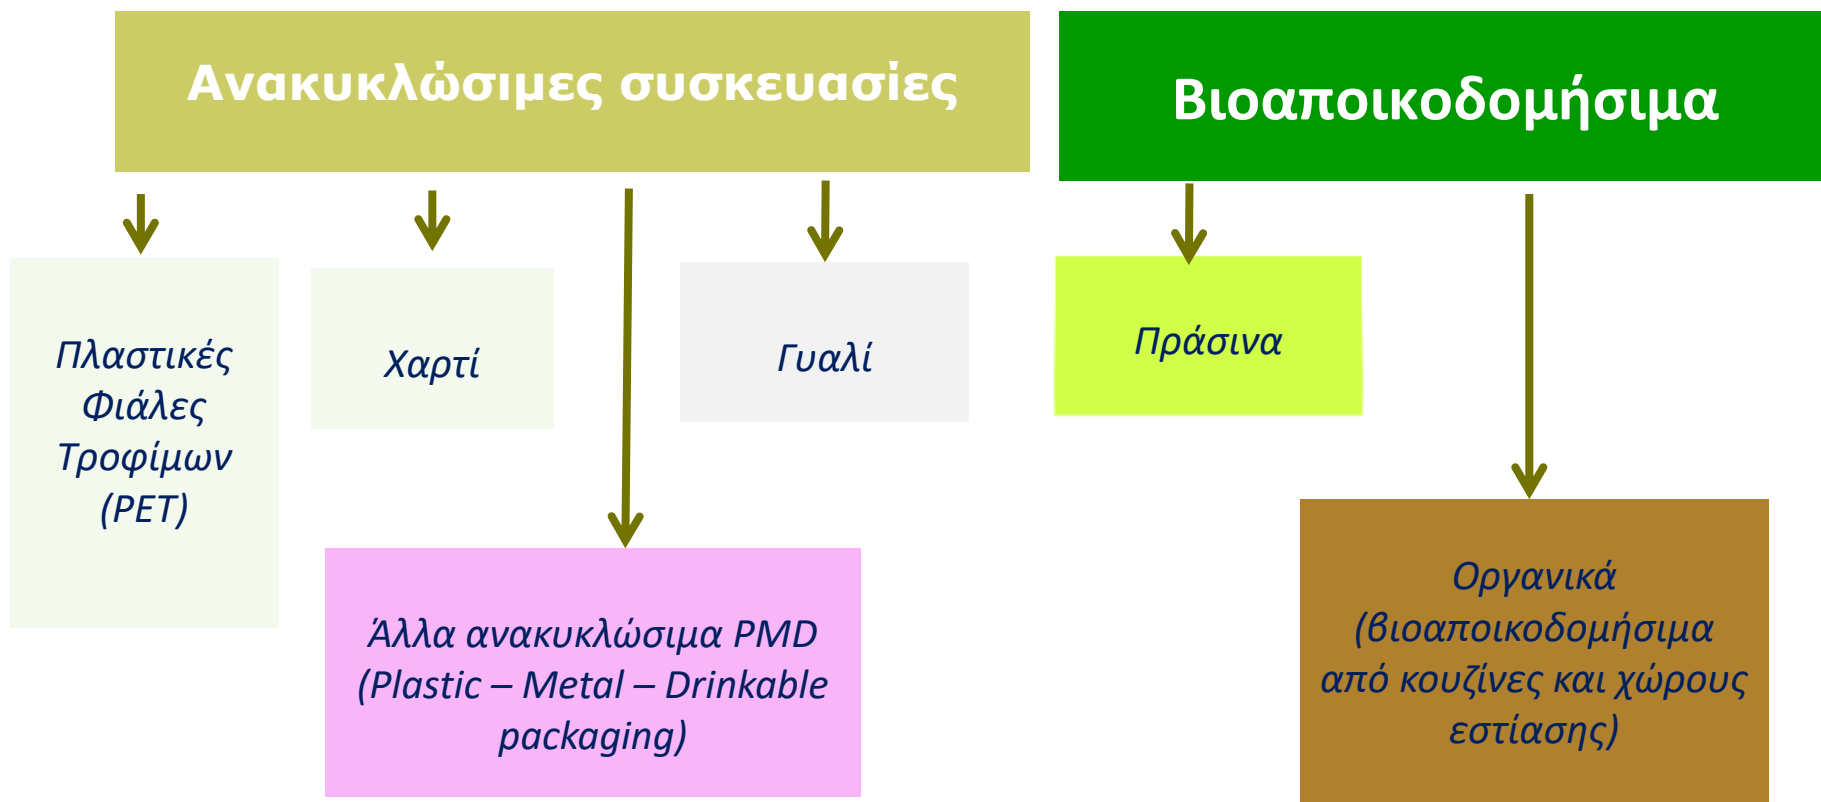 Ανακυκλώσιμες συσκευασίες
Βιοαποικοδομήσιμα
Πλαστικές
Φιάλες
Τροφίμων
(PET)
Χαρτί
Γυαλί
Πράσινα
Άλλα ανακυκλώσιμα PMD
(Plastic – Metal – Drinkable
packaging)
Οργανικά
(βιοαποικοδομήσιμα
από κουζίνες και χώρους
εστίασης)